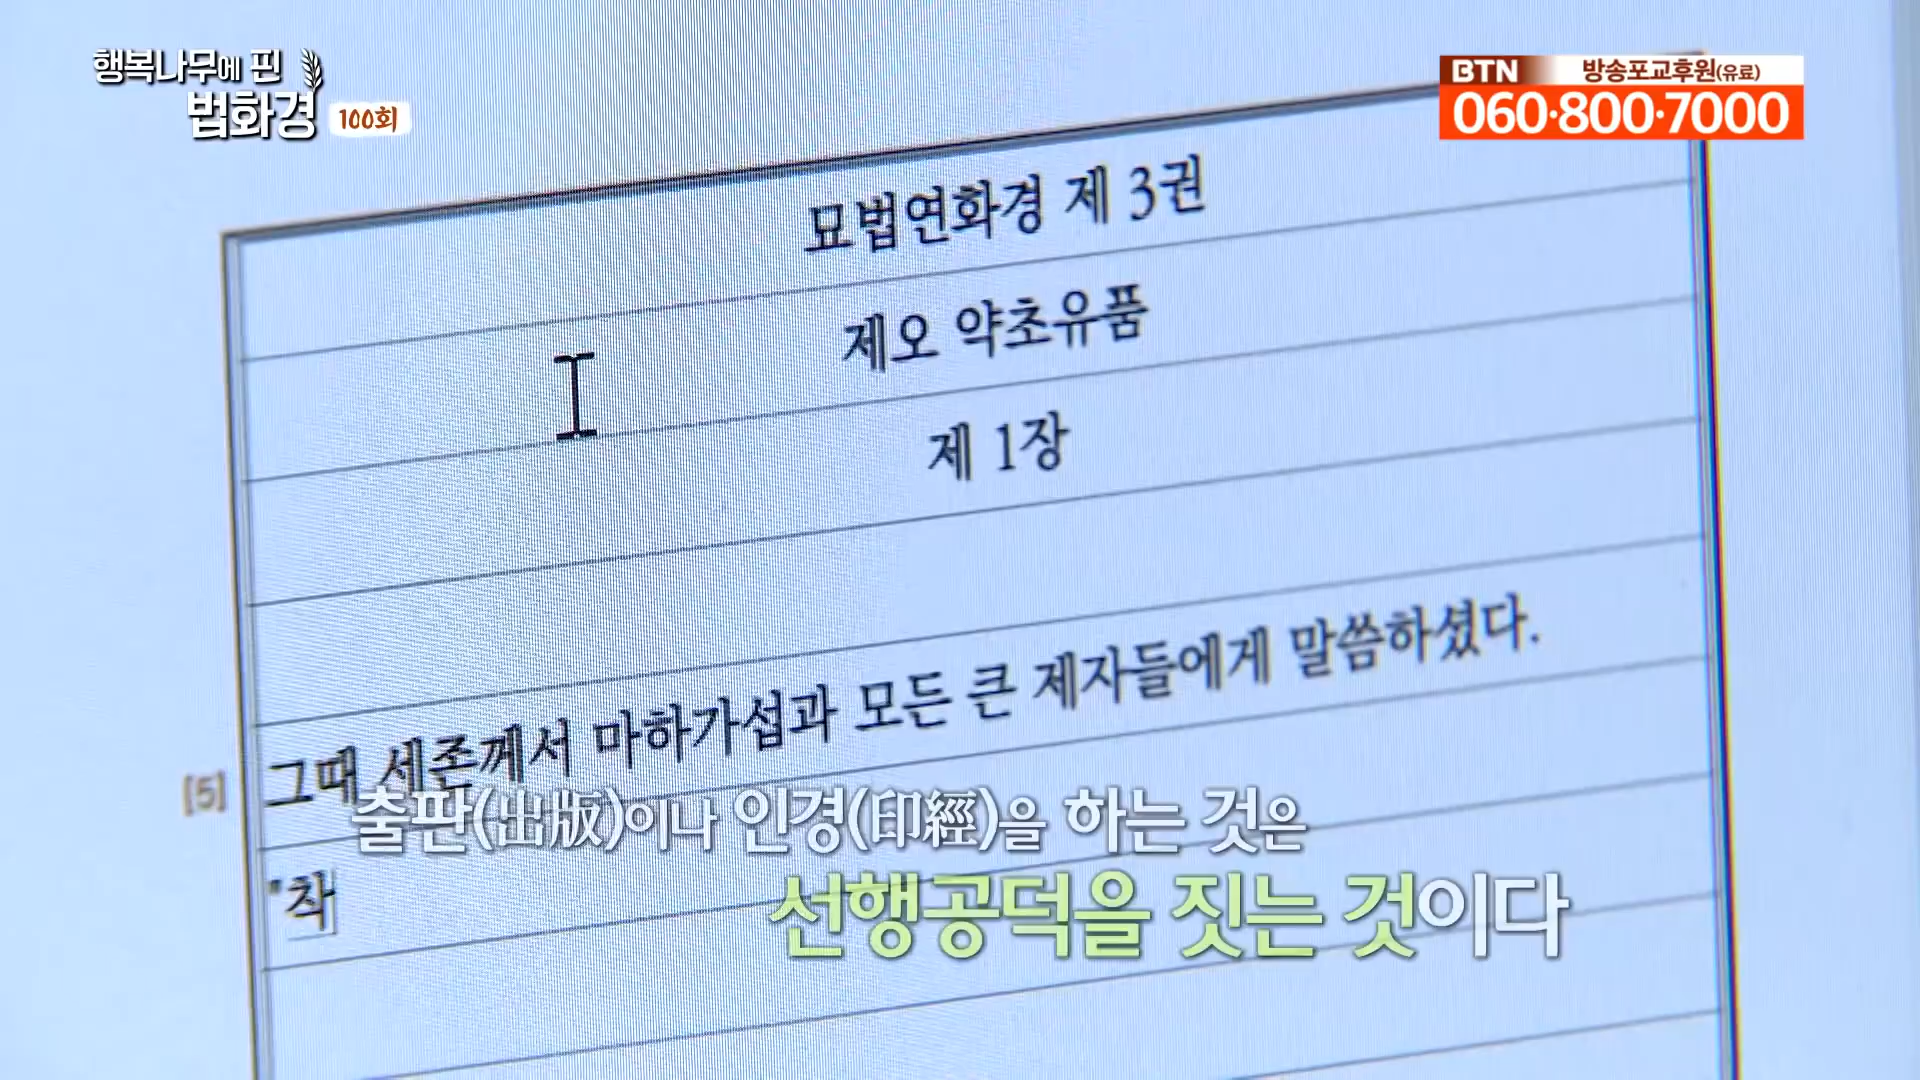 행복나무에 핀
법화경 100회
BTN 방송포교후원(유료)
060·800·7000
묘법연화경 제 3권
제오 약초유품
제 1장
[5] 그때 세존께서 마하가섭과 모든 큰 제자들에게 말씀하셨다.
"착
출판(出版)이나 인경(印經)을 하는 것은
선행공덕을 짓는 것이다